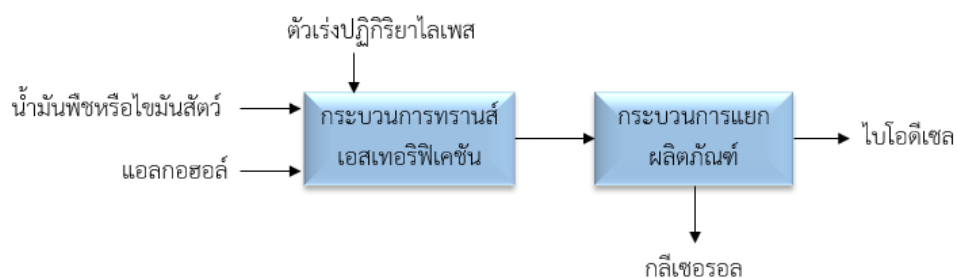 ตัวเร่งปฏิกิริยาไลเพส
น้ำมันพืชหรือไขมันสัตว์
แอลกอฮอล์
กระบวนการทรานส์
เอสเทอริฟิเคชัน
กระบวนการแยก
ผลิตภัณฑ์
ไบโอดีเซล
กลีเซอรอล